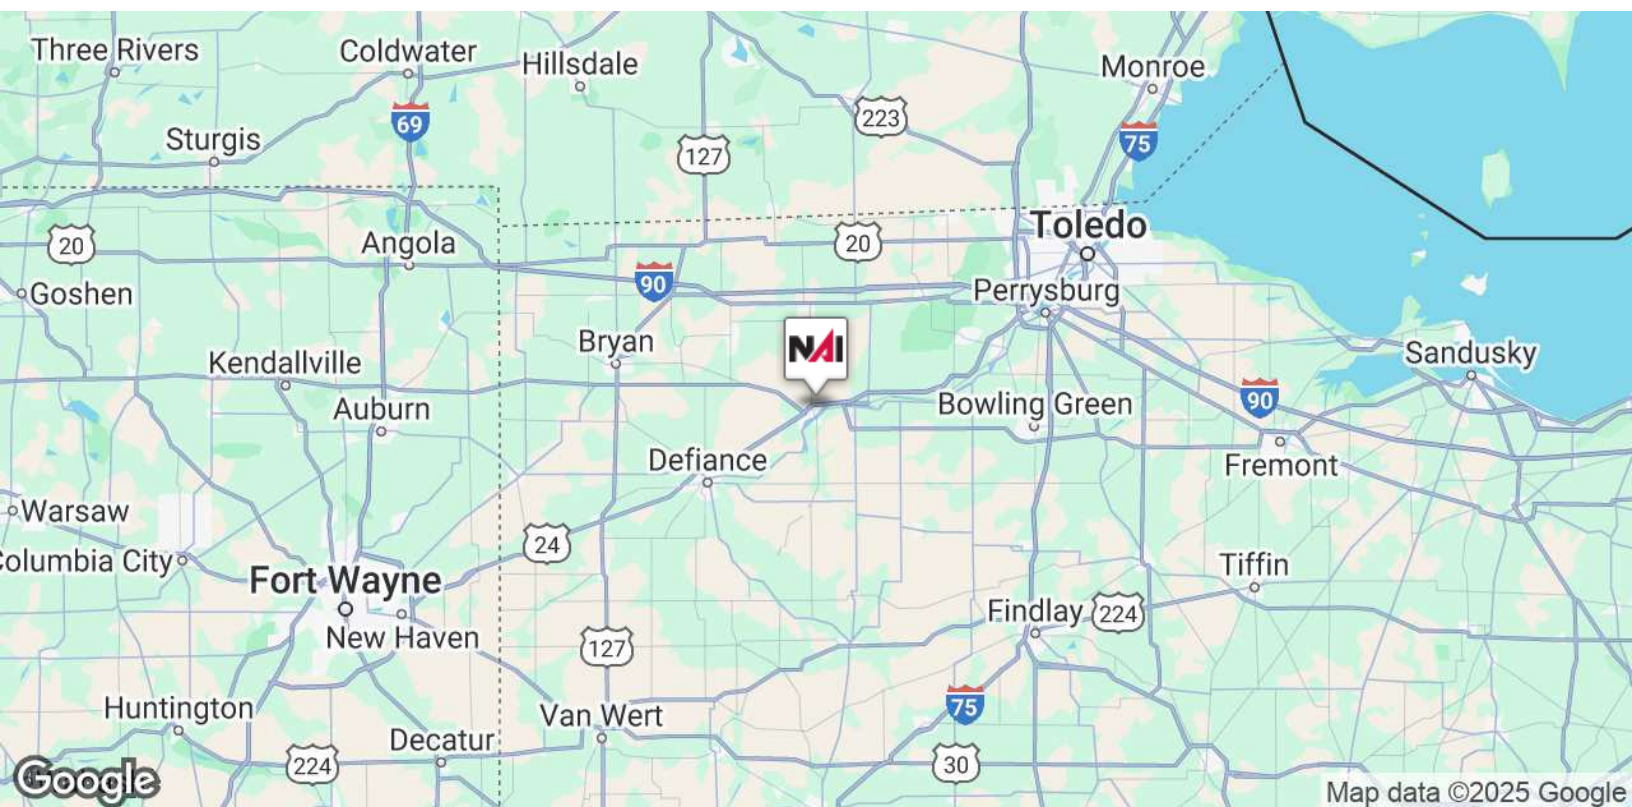 Three Rivers
Coldwater
Hillsdale
Monroe
69
223
Sturgis
127
75
Toledo
20
Angola
20
Goshen
90
Perrysburg
Bryan
NAI
Kendallville
Sandusky
Auburn
Bowling Green
90
Defiance
Fremont
Warsaw
24
Columbia City
Tiffin
Fort Wayne
Findlay
224
New Haven
127
Huntington
75
Van Wert
Decatur
224
30
Google
Map data ©2025 Google